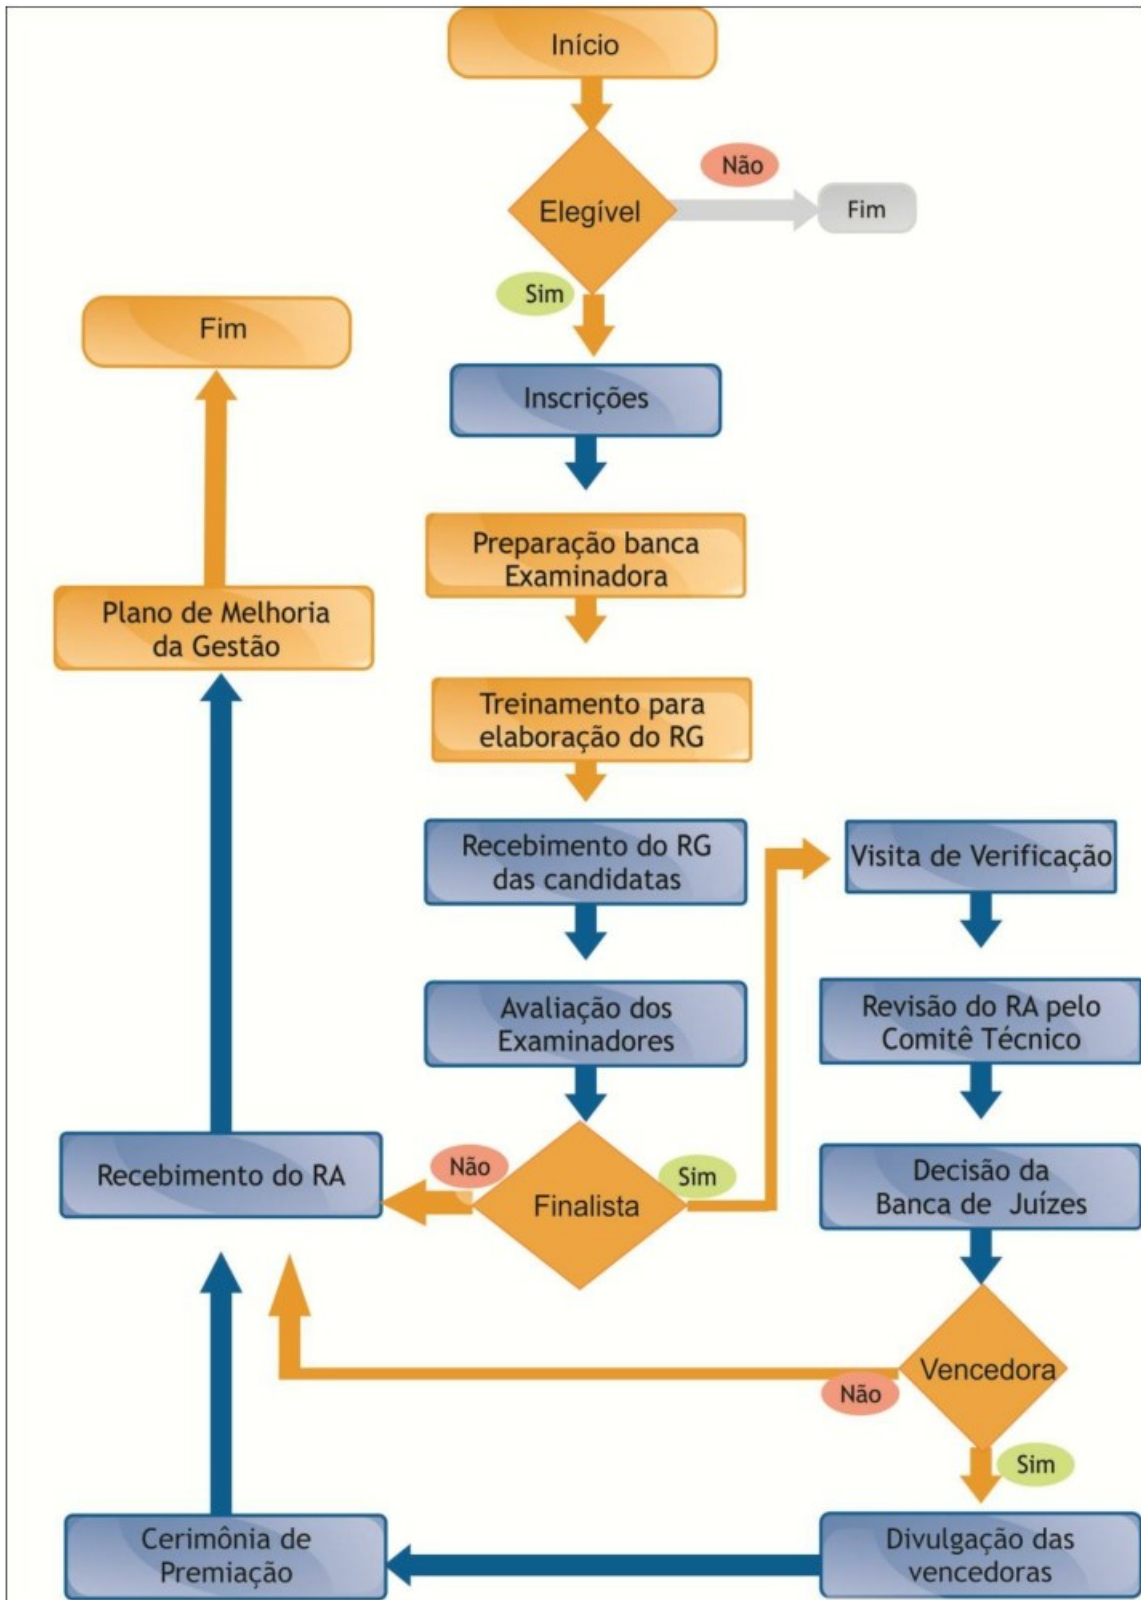 Início
Não
Elegível
Fim
Sim
Fim
Inscrições
Preparação banca
Examinadora
Plano de Melhoria
da Gestão
Treinamento para
elaboração do RG
Recebimento do RG
das candidatas
Visita de Verificação
Avaliação dos
Examinadores
Revisão do RA pelo
Comitê Técnico
Recebimento do RA
Não
Finalista
Sim
Decisão da
Banca de Juízes
Vencedora
Não
Sim
Cerimônia de
Premiação
Divulgação das
vencedoras